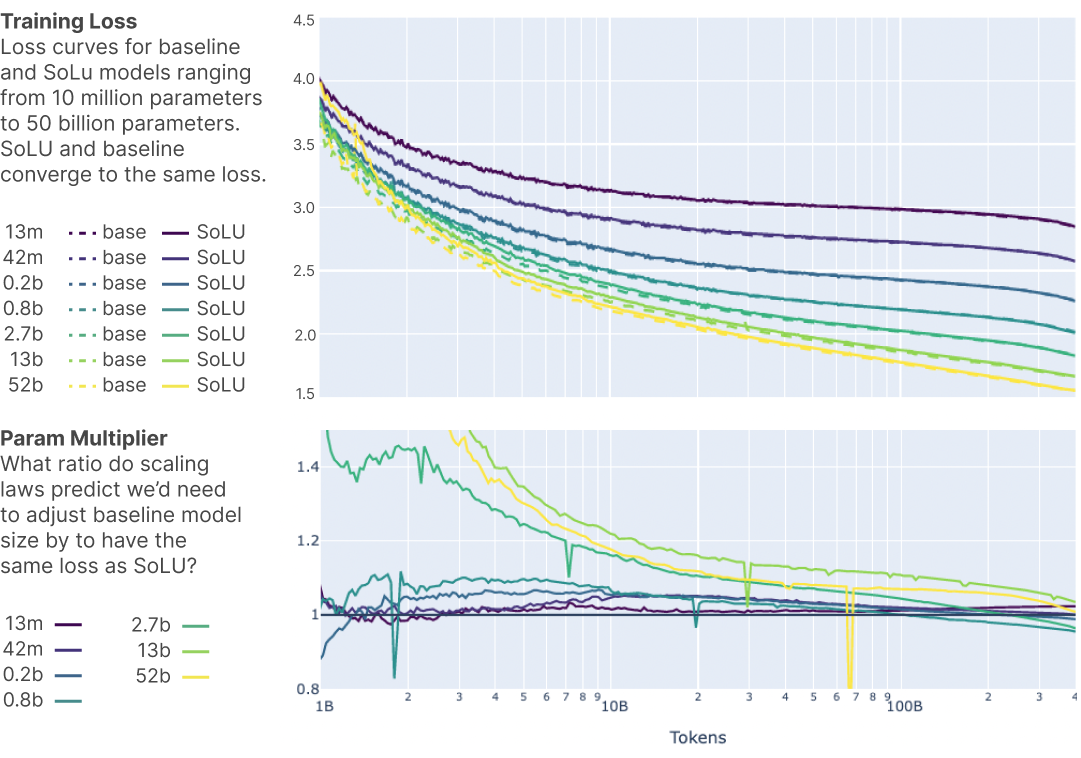 Training Loss
Loss curves for baseline
and SoLu models ranging
from 10 million parameters
to 50 billion parameters.
SoLU and baseline
converge to the same loss.
13m base SoLU
42m base SoLU
0.2b base SoLU
0.8b base SoLU
2.7b base SoLU
13b base SoLU
52b base SoLU
4.5
4.0
3.5
3.0
2.5
2.0
1.5
Param Multiplier
What ratio do scaling
laws predict we’d need
to adjust baseline model
size by to have the
same loss as SoLU?
13m 2.7b
42m 13b
0.2b 52b
0.8b
1.4
1.2
1
0.8
1B 2 3 4 5 6 7 8 9 10B 2 3 4 5 6 7 8 9 100B 2 3 4
Tokens